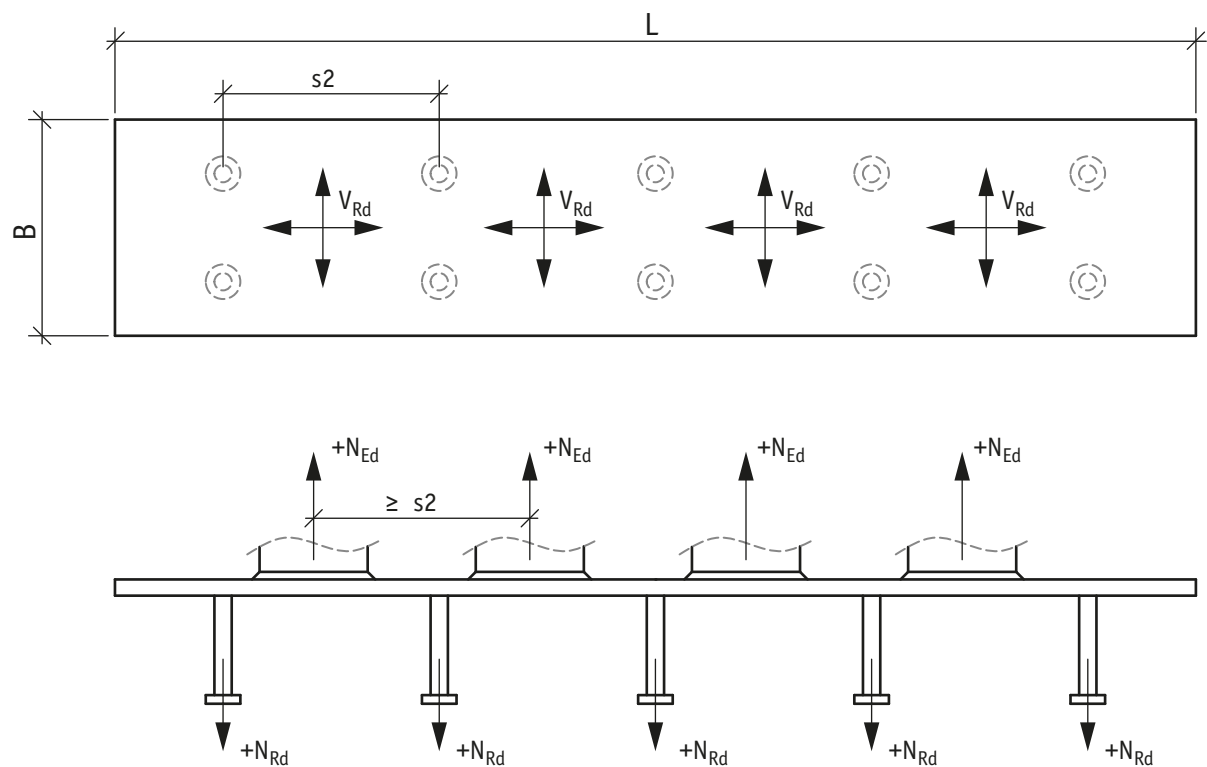 L
s2
B
V_Rd V_Rd V_Rd V_Rd
+N_Ed +N_Ed +N_Ed +N_Ed
≥ s2
+N_Rd +N_Rd +N_Rd +N_Rd +N_Rd